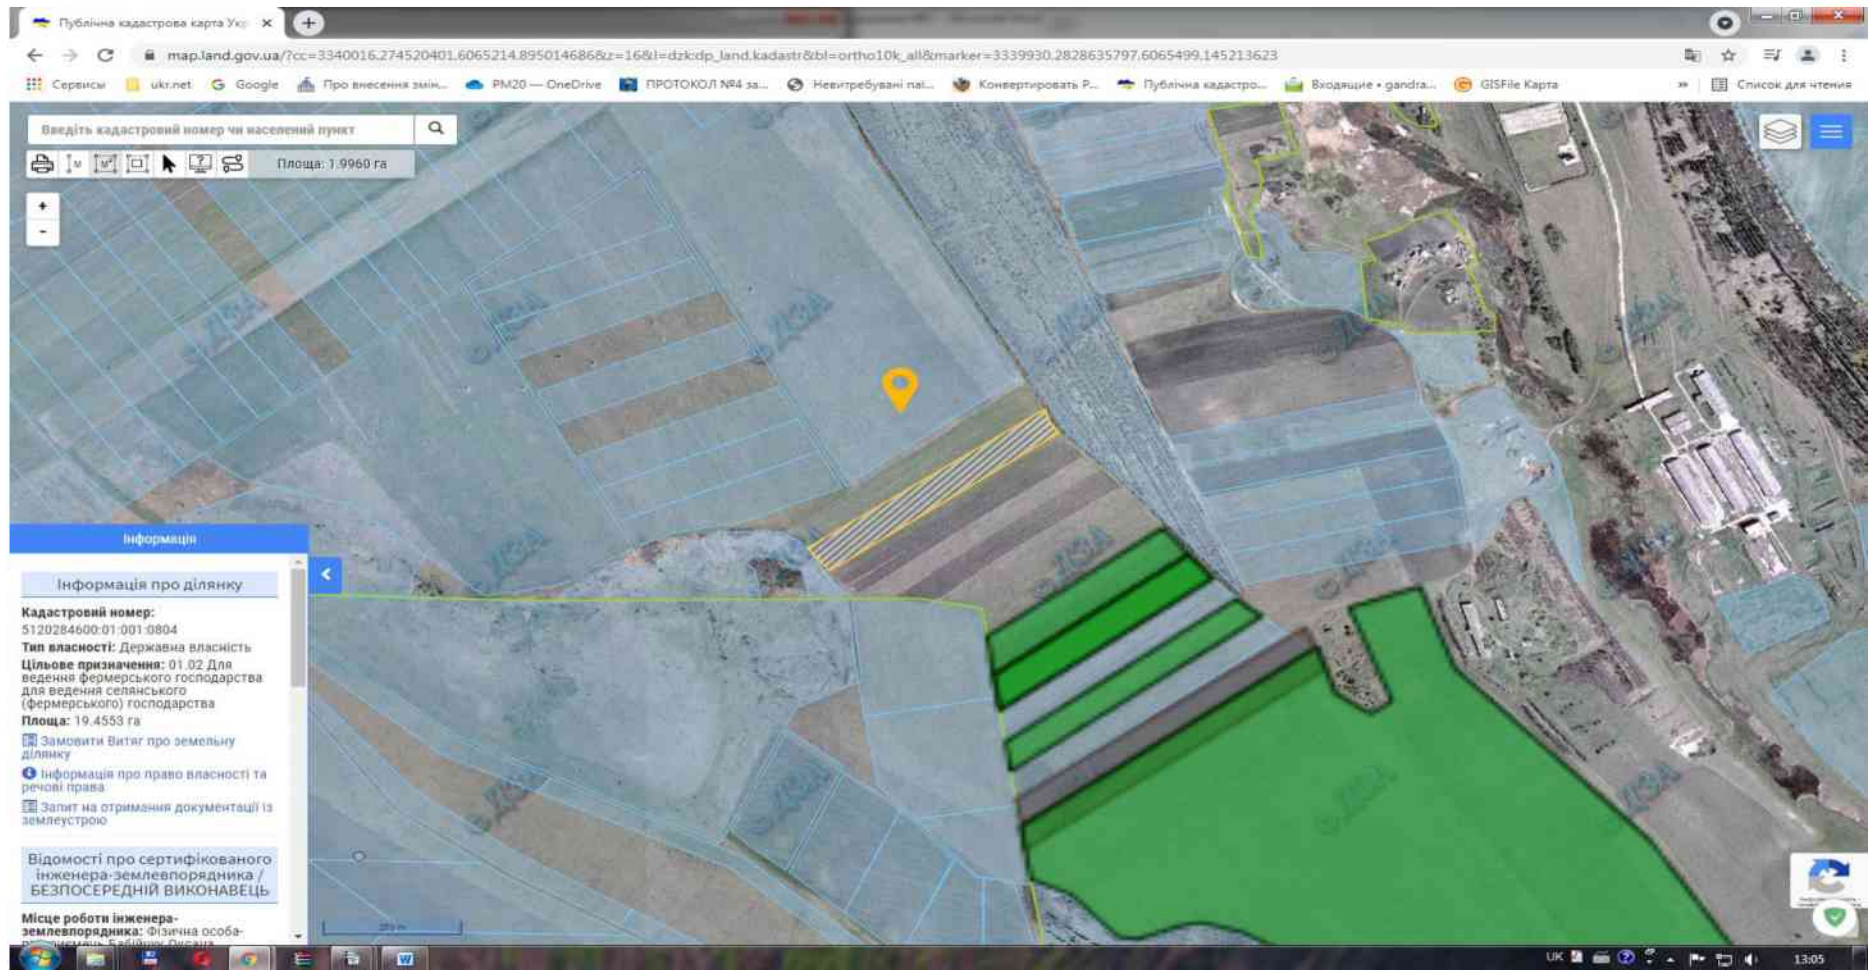 Публічна кадастрова карта Укр
map.land.gov.ua/?cc=3340016.274520401,6065214.895014686&z=16&l=dzk:dp_land,kadastr&bl=ortho10k_all&marker=3339930.2828635797,6065499.145213623
Сервисы ukr.net Google Про внесення змін... PM20 — OneDrive ПРОТОКОЛ №4 за... Невитребувані паї... Конвертировать P... Публічна кадастро... Входящие • gandra... GISFile Карта » Список для чтения
Введіть кадастровий номер чи населений пункт
Площа: 1.9960 га
+
-
Інформація
Інформація про ділянку
Кадастровий номер:
5120284600:01:001:0804
Тип власності: Державна власність
Цільове призначення: 01.02 Для
ведення фермерського господарства
для ведення селянського
(фермерського) господарства
Площа: 19.4553 га
Замовити Витяг про земельну
ділянку
Інформація про право власності та
речові права
Запит на отримання документації із
землеустрою
Відомості про сертифікованого
інженера-землевпорядника /
БЕЗПОСЕРЕДНІЙ ВИКОНАВЕЦЬ
Місце роботи інженера-
землевпорядника: Фізична особа-
UK 13:05